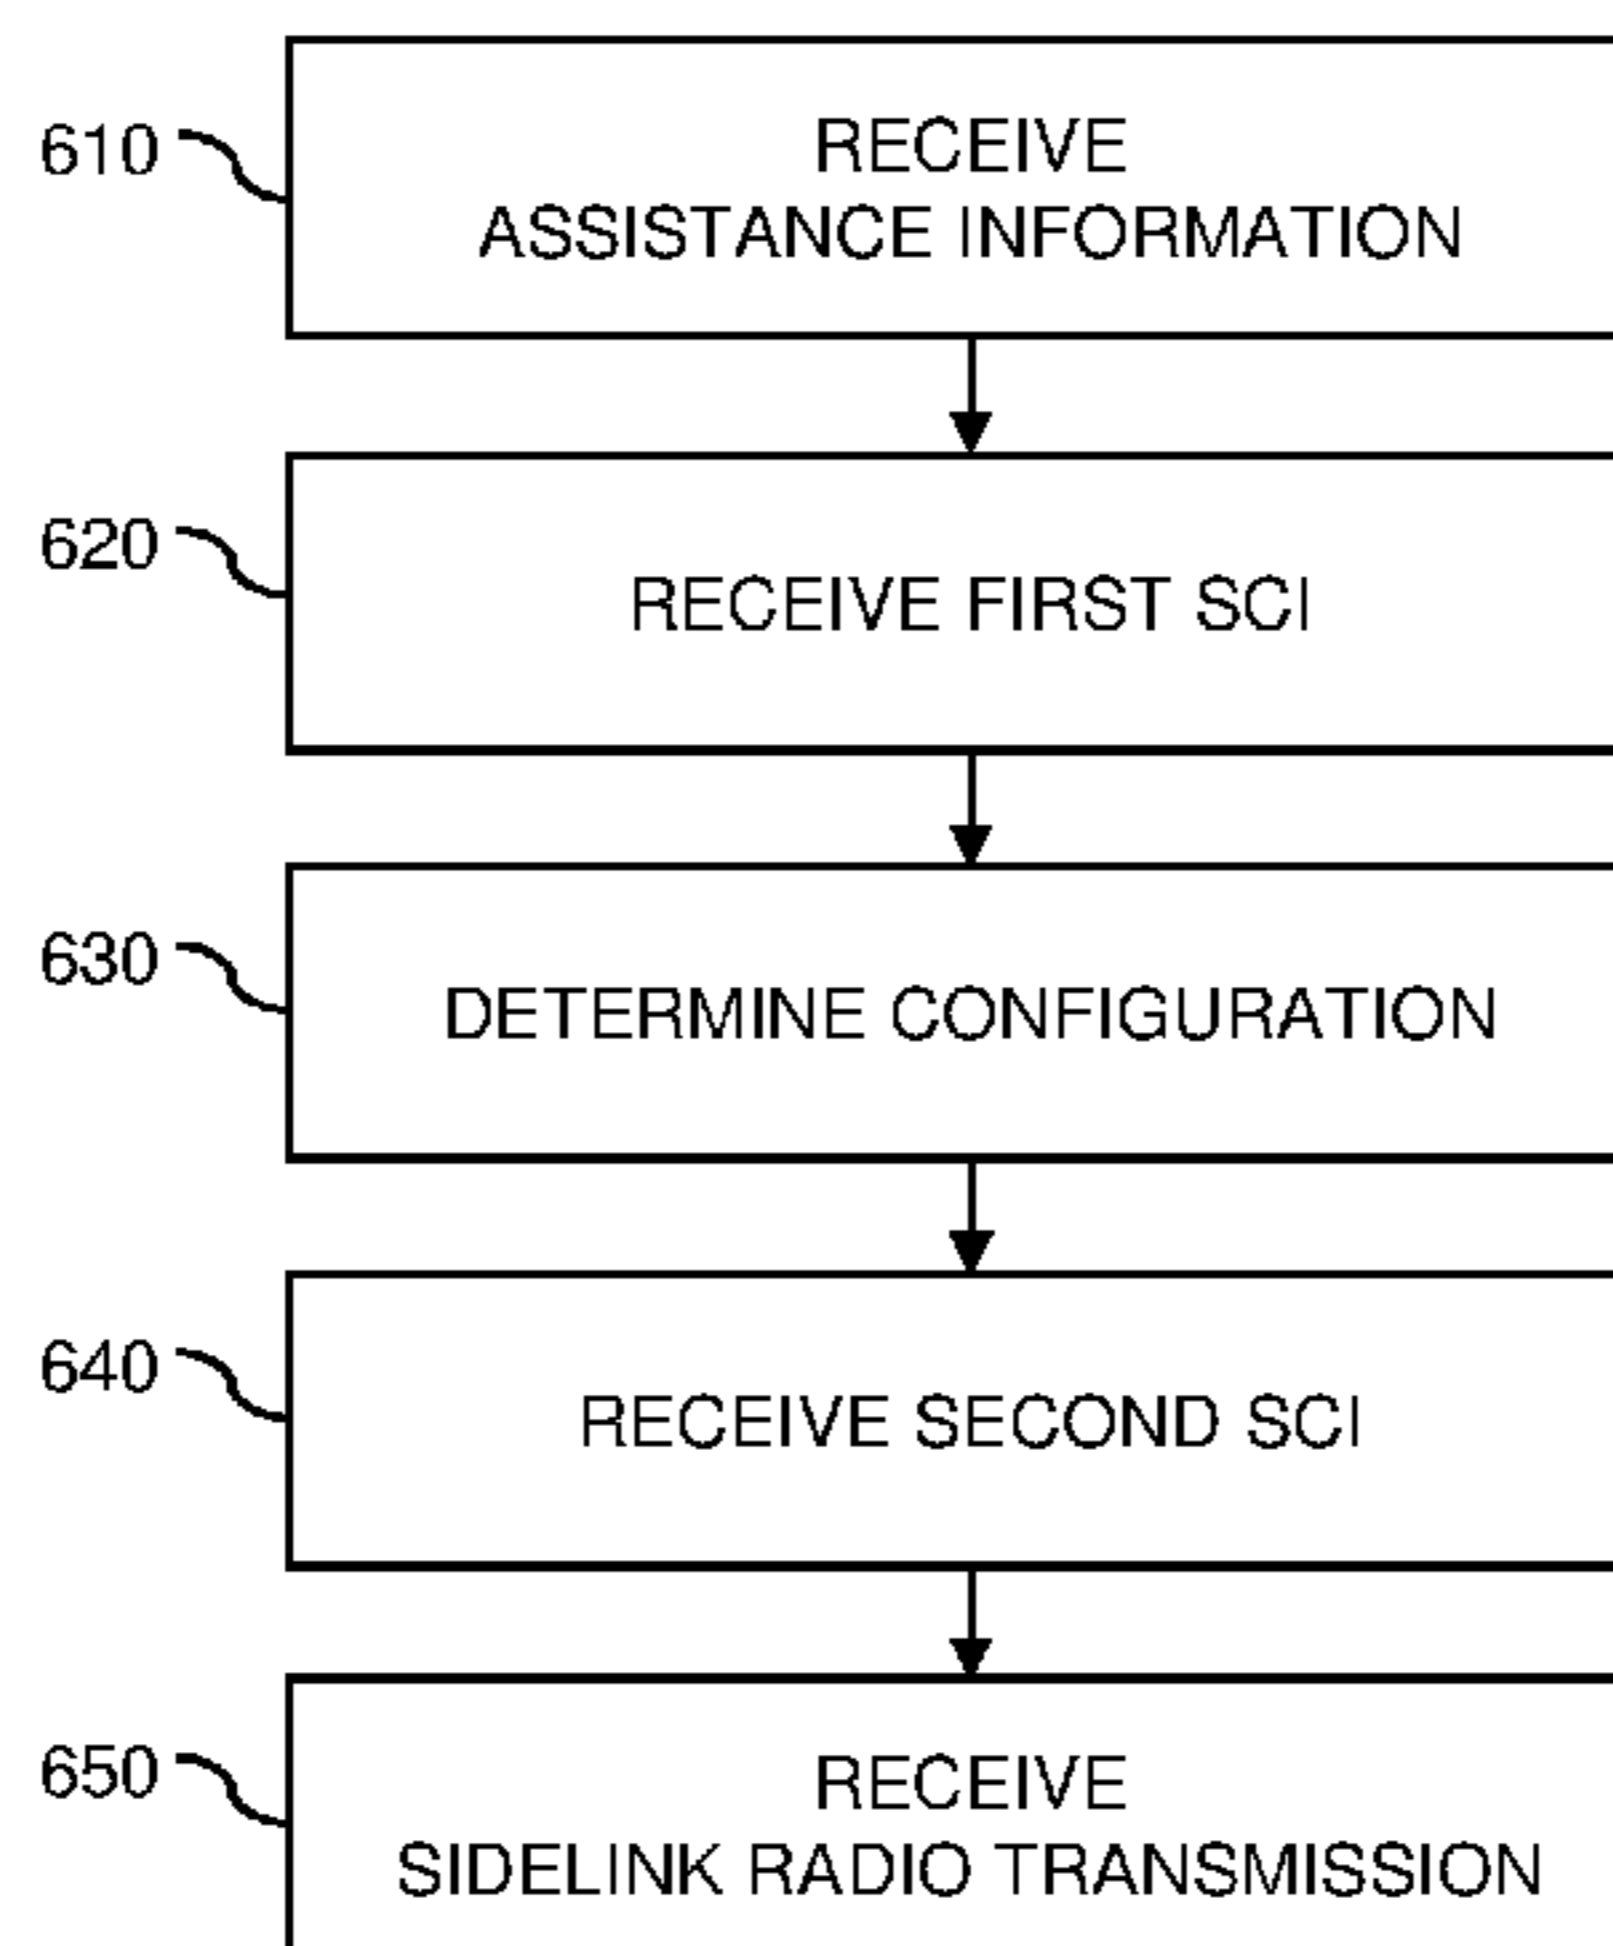 610
RECEIVE
ASSISTANCE INFORMATION
620
RECEIVE FIRST SCI
630
DETERMINE CONFIGURATION
640
RECEIVE SECOND SCI
650
RECEIVE
SIDELINK RADIO TRANSMISSION